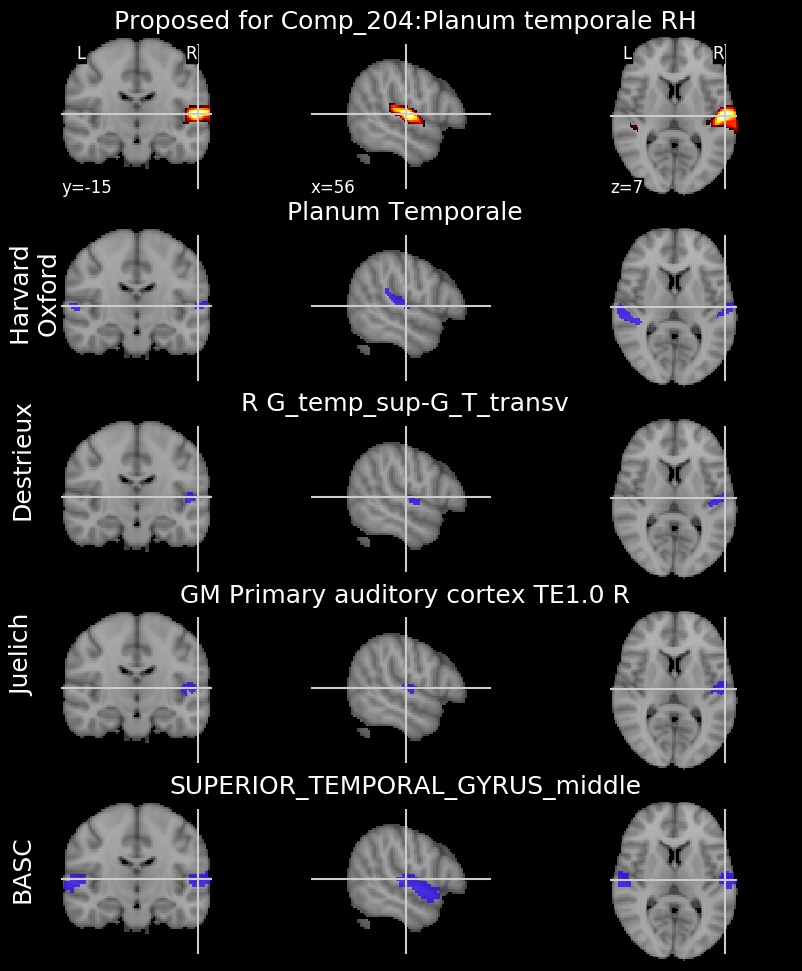 Proposed for Comp_204:Planum temporale RH
L R L R
y=-15 x=56 z=7
Planum Temporale
Harvard
Oxford
R G_temp_sup-G_T_transv
Destrieux
GM Primary auditory cortex TE1.0 R
Juelich
SUPERIOR_TEMPORAL_GYRUS_middle
BASC